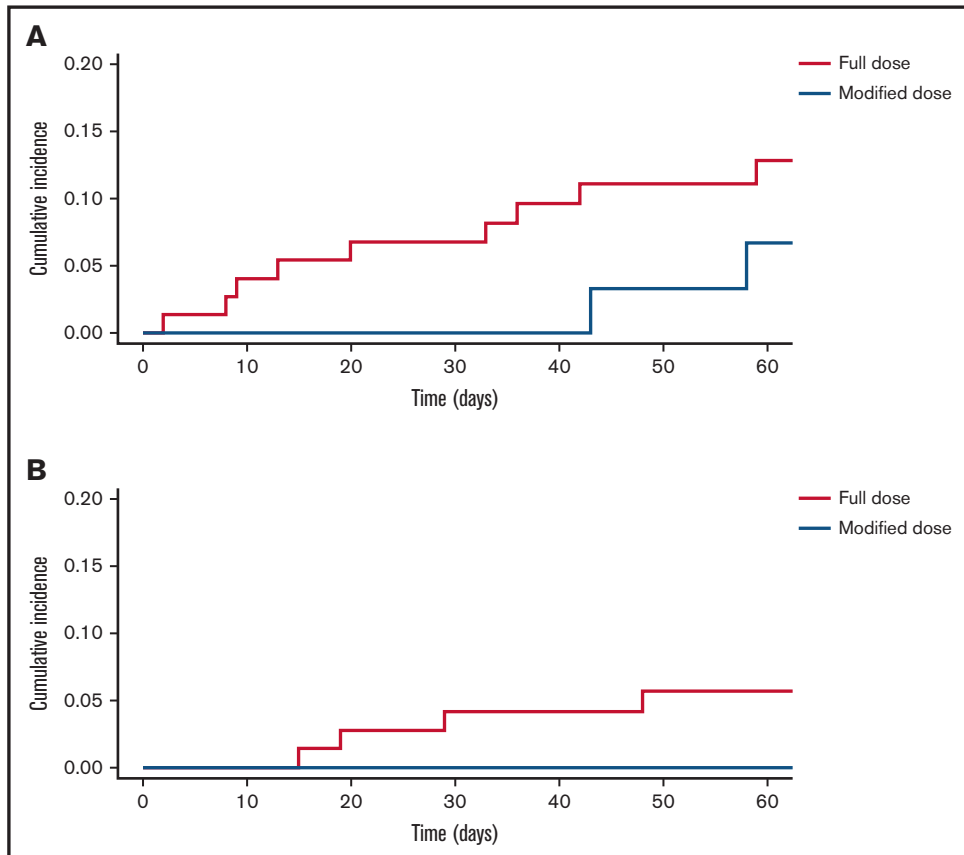 A
Full dose
Modified dose
Cumulative incidence
0.20
0.15
0.10
0.05
0.00
0 10 20 30 40 50 60
Time (days)
B
Full dose
Modified dose
Cumulative incidence
0.20
0.15
0.10
0.05
0.00
0 10 20 30 40 50 60
Time (days)